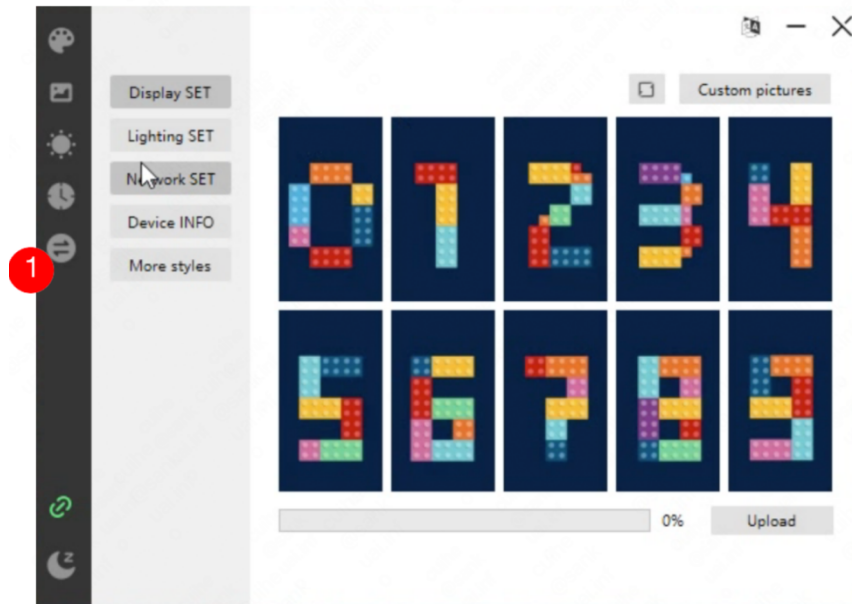 Display SET
Custom pictures
Lighting SET
Network SET
Device INFO
1
More styles
0 1 2 3 4
5 6 7 8 9
0%
Upload